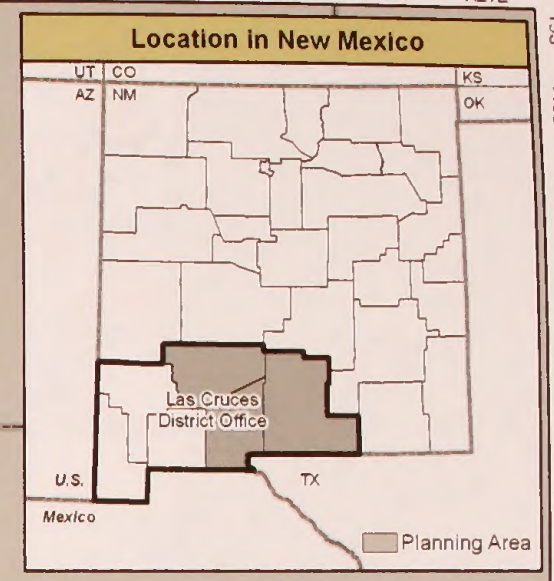 Location in New Mexico
UT CO
KS
AZ NM
OK
Las Cruces
District Office
U.S.
TX
Mexico
Planning Area